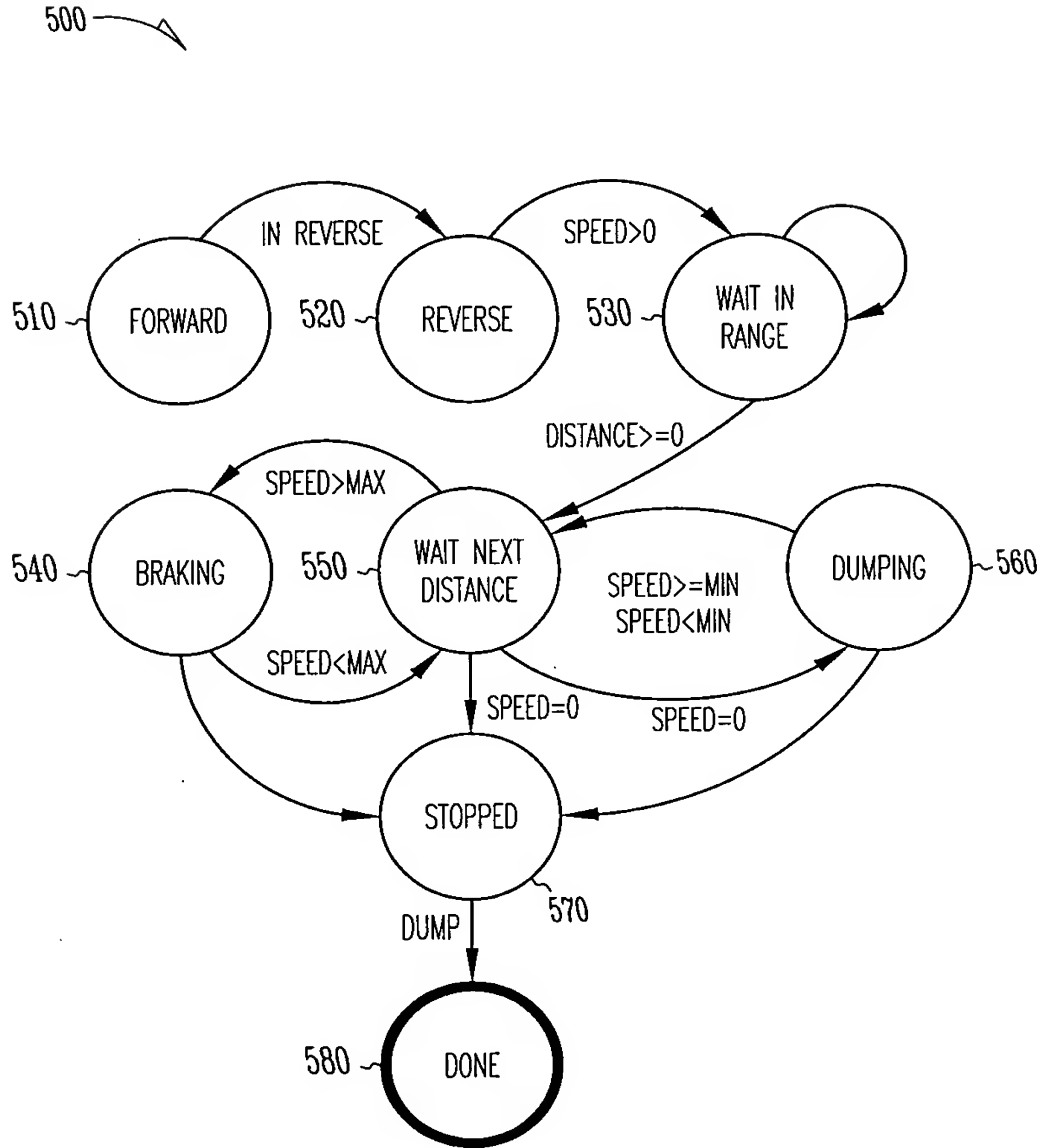 500
IN REVERSE
SPEED>0
510
FORWARD
520
REVERSE
530
WAIT IN
RANGE
DISTANCE>=0
SPEED>MAX
540
BRAKING
550
WAIT NEXT
DISTANCE
SPEED>=MIN
SPEED<MIN
DUMPING
560
SPEED<MAX
SPEED=0
SPEED=0
STOPPED
570
DUMP
580
DONE